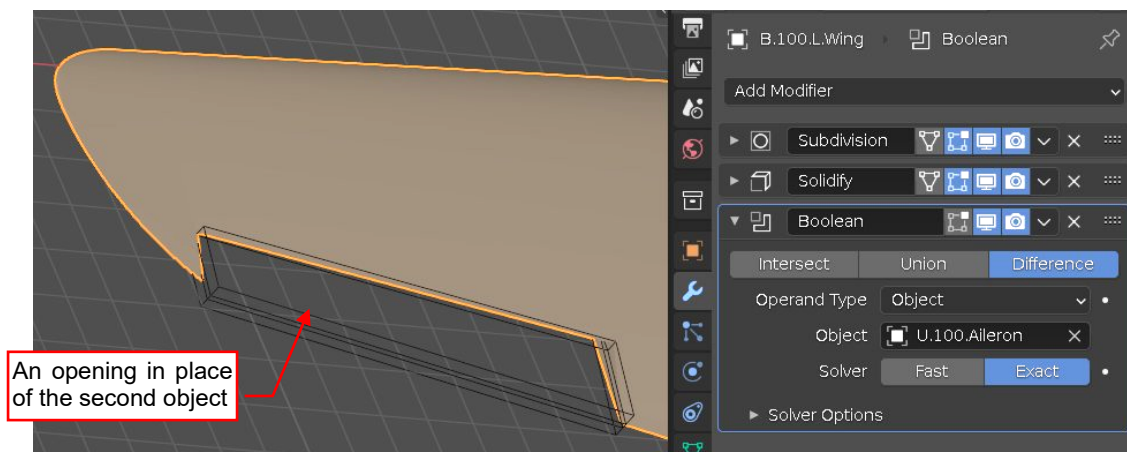 B.100.L.Wing
Boolean
Add Modifier
Subdivision
Solidify
Boolean
Intersect
Union
Difference
Operand Type
Object
Object
U.100.Aileron
Solver
Fast
Exact
Solver Options
An opening in place
of the second object